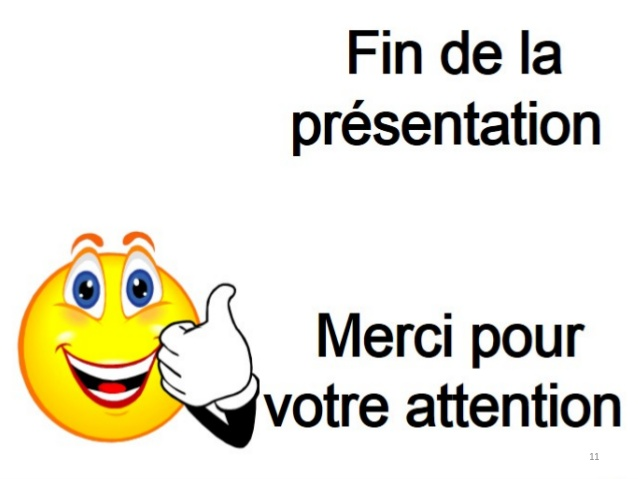 Fin de la
présentation
Merci pour
votre attention
11